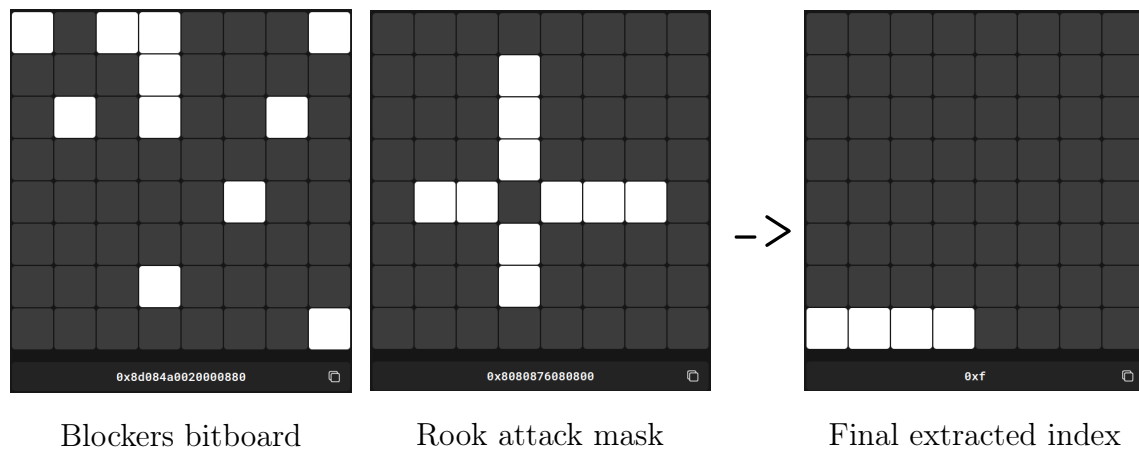 0x8d084a0020000880
0x8080876080800
->
0xf
Blockers bitboard
Rook attack mask
Final extracted index